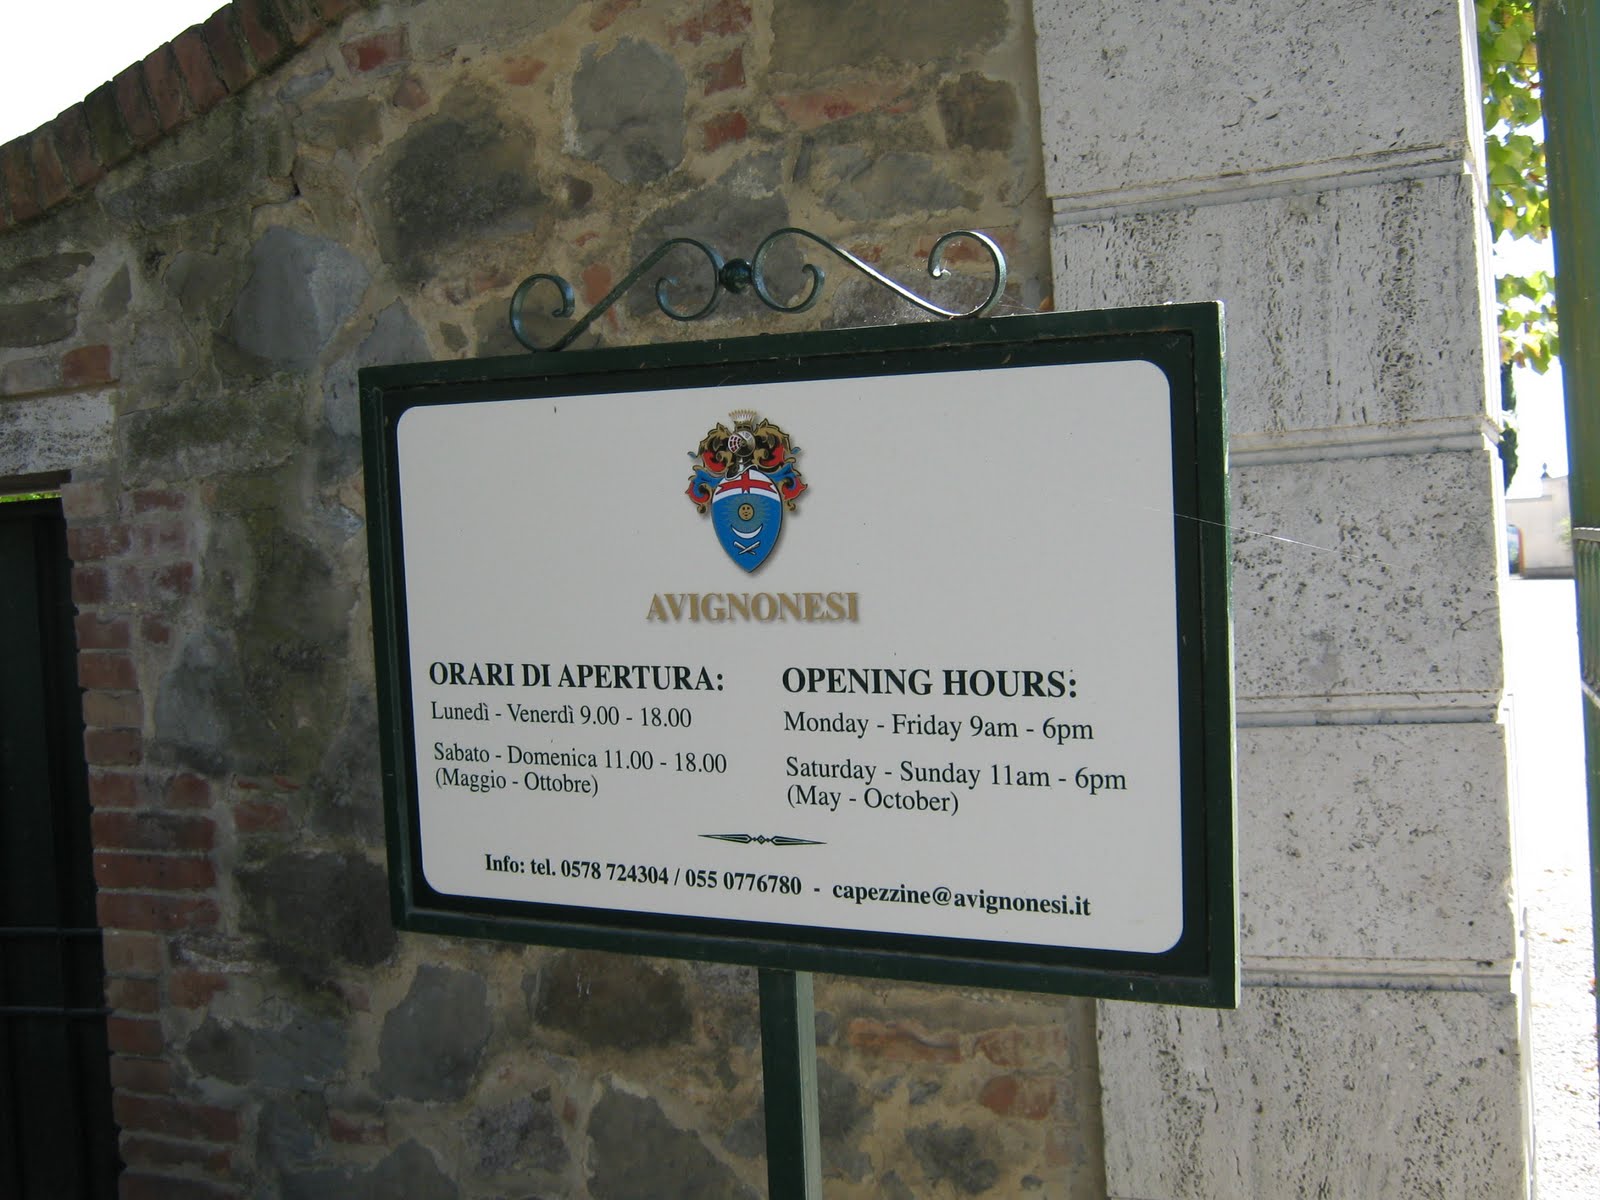 AVIGNONESI
ORARI DI APERTURA:
Lunedì - Venerdì 9.00 - 18.00
Sabato - Domenica 11.00 - 18.00
(Maggio - Ottobre)
OPENING HOURS:
Monday - Friday 9am - 6pm
Saturday - Sunday 11am - 6pm
(May - October)
Info: tel. 0578 724304 / 055 0776780 - capezzine@avignonesi.it